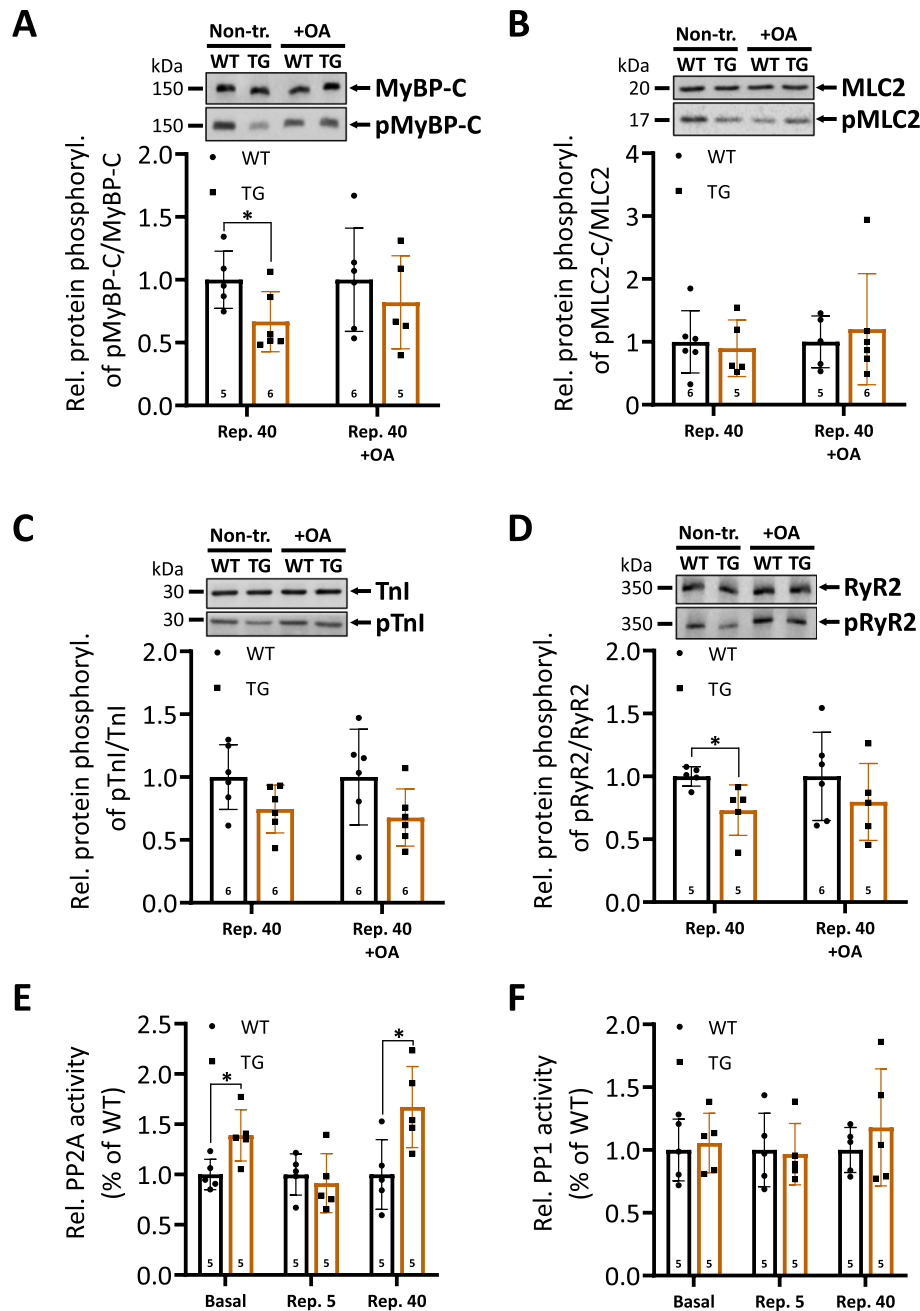 A
Non-tr. +OA
kDa WT TG WT TG
150 MyBP-C
150 pMyBP-C
Rel. protein phosphoryl.
of pMyBP-C/MyBP-C
2.0
1.5
1.0
0.5
0.0
WT
TG
*
5 6 6 5
Rep. 40 Rep. 40
+OA
B
Non-tr. +OA
kDa WT TG WT TG
20 MLC2
17 pMLC2
Rel. protein phosphoryl.
of pMLC2-C/MLC2
4
3
2
1
0
WT
TG
6 5 5 6
Rep. 40 Rep. 40
+OA
C
Non-tr. +OA
kDa WT TG WT TG
30 TnI
30 pTnI
Rel. protein phosphoryl.
of pTnI/TnI
2.0
1.5
1.0
0.5
0.0
WT
TG
6 6 6 6
Rep. 40 Rep. 40
+OA
D
Non-tr. +OA
kDa WT TG WT TG
350 RyR2
350 pRyR2
Rel. protein phosphoryl.
of pRyR2/RyR2
2.0
1.5
1.0
0.5
0.0
WT
TG
*
5 5 6 5
Rep. 40 Rep. 40
+OA
E
Rel. PP2A activity
(% of WT)
2.5
2.0
1.5
1.0
0.5
0.0
WT
TG
* *
5 5 5 5 5 5
Basal Rep. 5 Rep. 40
F
Rel. PP1 activity
(% of WT)
2.0
1.5
1.0
0.5
0.0
WT
TG
5 5 5 5 5 5
Basal Rep. 5 Rep. 40